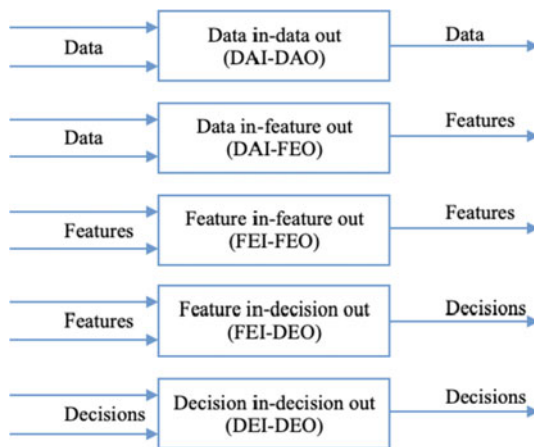 Data
Data in-data out
(DAI-DAO)
Data
Data
Data in-feature out
(DAI-FEO)
Features
Features
Feature in-feature out
(FEI-FEO)
Features
Features
Feature in-decision out
(FEI-DEO)
Decisions
Decisions
Decision in-decision out
(DEI-DEO)
Decisions